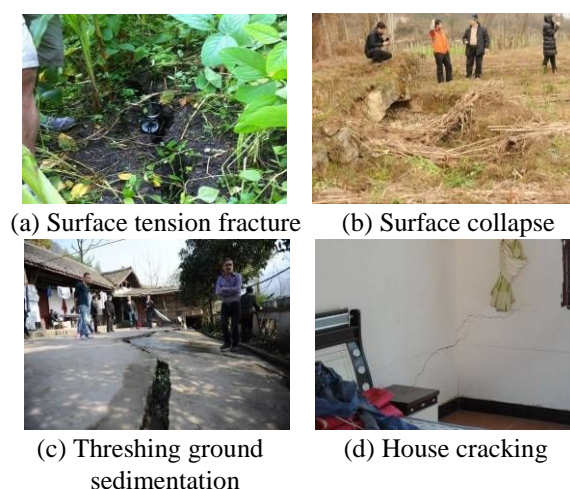 (a) Surface tension fracture
(b) Surface collapse
(c) Threshing ground
sedimentation
(d) House cracking